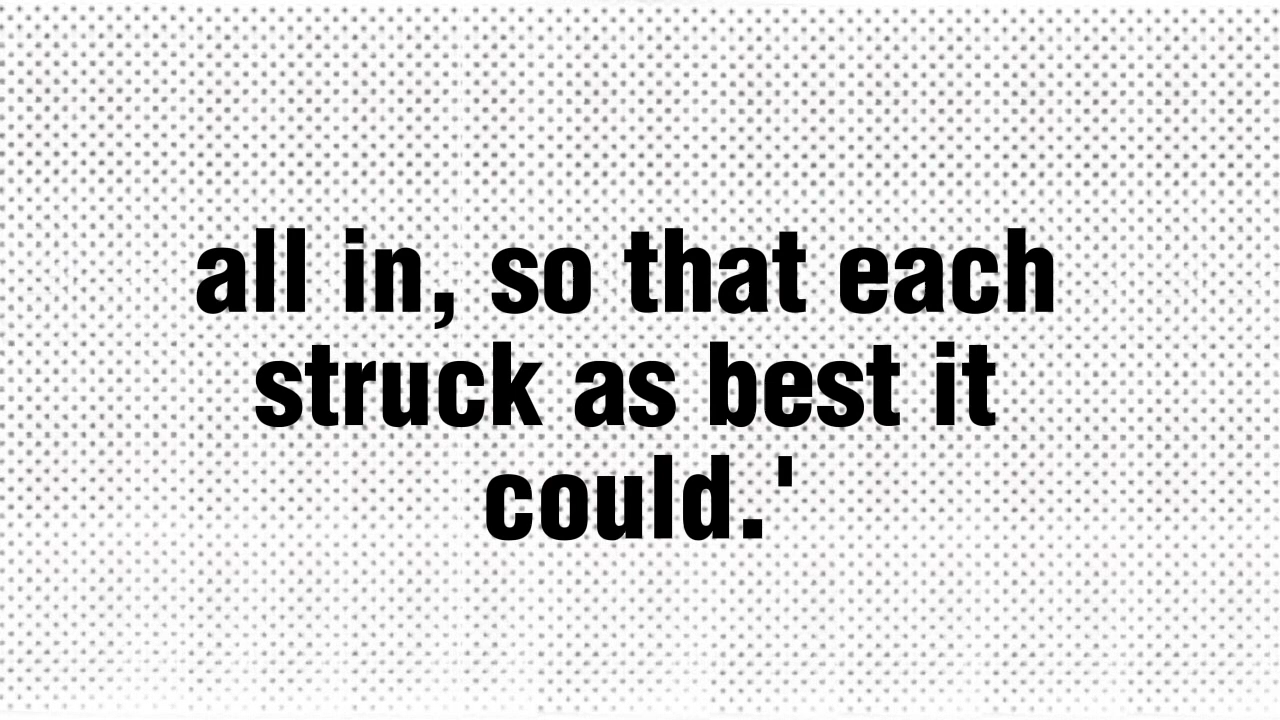 all in, so that each
struck as best it
could.'